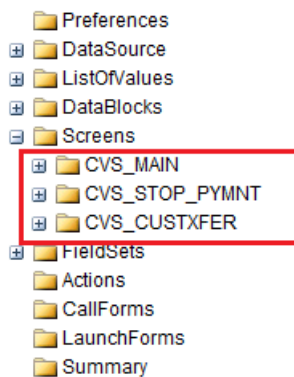 Preferences
DataSource
ListOfValues
DataBlocks
Screens
CVS_MAIN
CVS_STOP_PYMNT
CVS_CUSTXFER
FieldSets
Actions
CallForms
LaunchForms
Summary